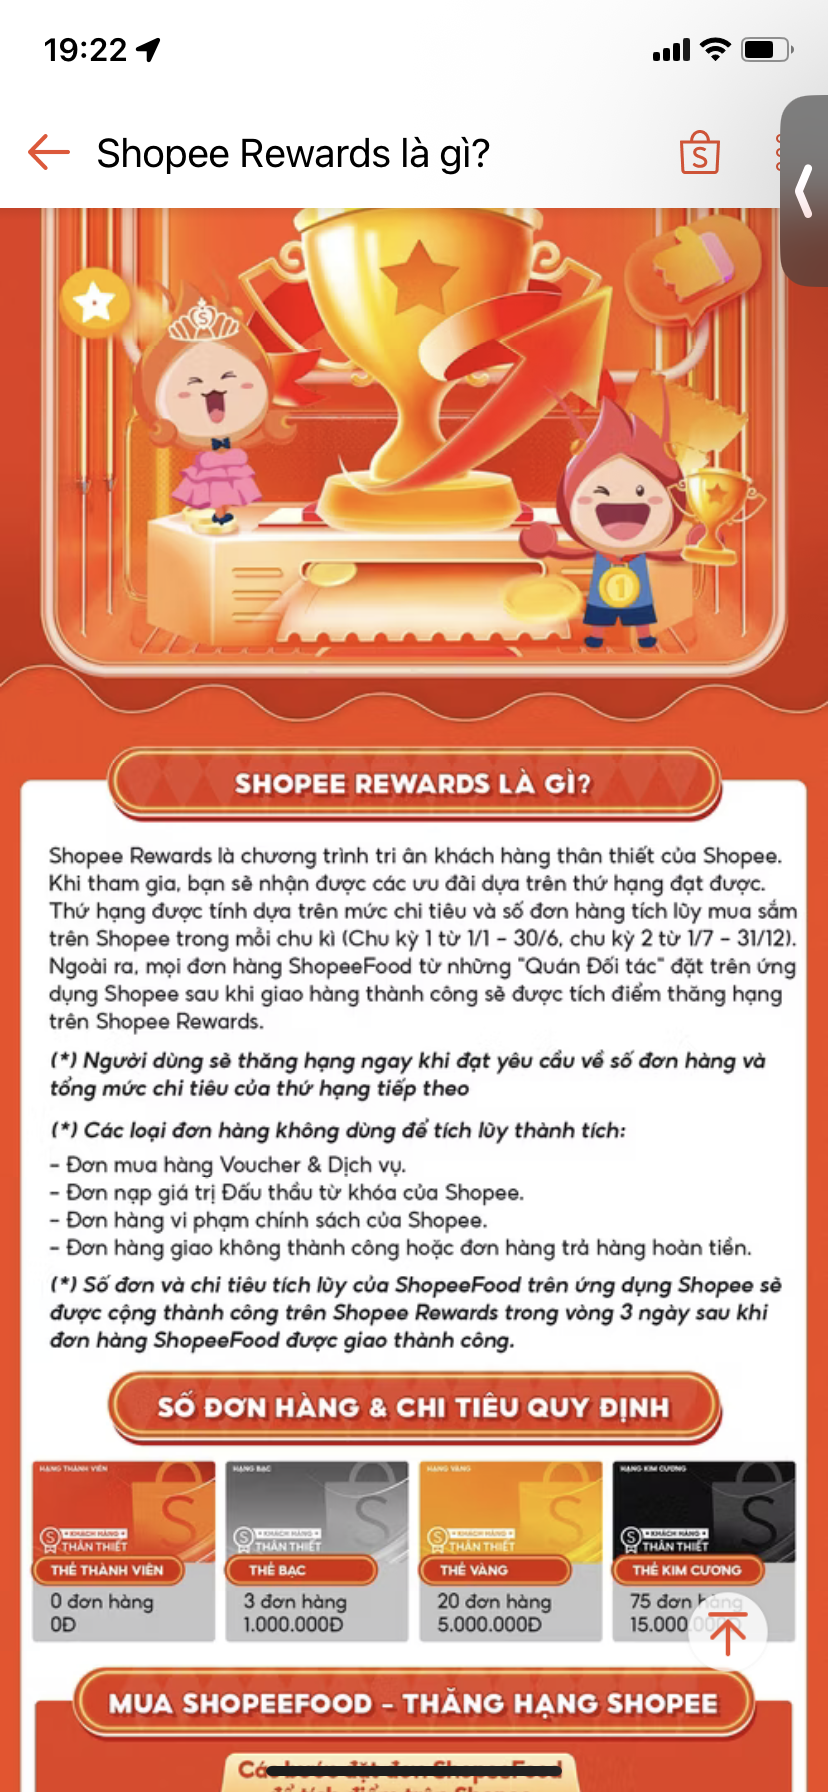 19:22
Shopee Rewards là gì?
SHOPEE REWARDS LÀ GÌ?
Shopee Rewards là chương trình tri ân khách hàng thân thiết của Shopee.
Khi tham gia, bạn sẽ nhận được các ưu đãi dựa trên thứ hạng đạt được.
Thứ hạng được tính dựa trên mức chi tiêu và số đơn hàng tích lũy mua sắm
trên Shopee trong mỗi chu kì (Chu kỳ 1 từ 1/1 - 30/6, chu kỳ 2 từ 1/7 - 31/12).
Ngoài ra, mọi đơn hàng ShopeeFood từ những "Quán Đối tác" đặt trên ứng
dụng Shopee sau khi giao hàng thành công sẽ được tích điểm thăng hạng
trên Shopee Rewards.
(*) Người dùng sẽ thăng hạng ngay khi đạt yêu cầu về số đơn hàng và
tổng mức chi tiêu của thứ hạng tiếp theo
(*) Các loại đơn hàng không dùng để tích lũy thành tích:
- Đơn mua hàng Voucher & Dịch vụ.
- Đơn nạp giá trị Đấu thầu từ khóa của Shopee.
- Đơn hàng vi phạm chính sách của Shopee.
- Đơn hàng giao không thành công hoặc đơn hàng trả hàng hoàn tiền.
(*) Số đơn và chi tiêu tích lũy của ShopeeFood trên ứng dụng Shopee sẽ
được cộng thành công trên Shopee Rewards trong vòng 3 ngày sau khi
đơn hàng ShopeeFood được giao thành công.
SỐ ĐƠN HÀNG & CHI TIÊU QUY ĐỊNH
HẠNG THÀNH VIÊN
KHÁCH HÀNG
THÂN THIẾT
THẺ THÀNH VIÊN
0 đơn hàng
0Đ
HẠNG BẠC
KHÁCH HÀNG
THÂN THIẾT
THẺ BẠC
3 đơn hàng
1.000.000Đ
HẠNG VÀNG
KHÁCH HÀNG
THÂN THIẾT
THẺ VÀNG
20 đơn hàng
5.000.000Đ
HẠNG KIM CƯƠNG
KHÁCH HÀNG
THÂN THIẾT
THẺ KIM CƯƠNG
75 đơn hàng
15.000.000Đ
MUA SHOPEEFOOD - THĂNG HẠNG SHOPEE